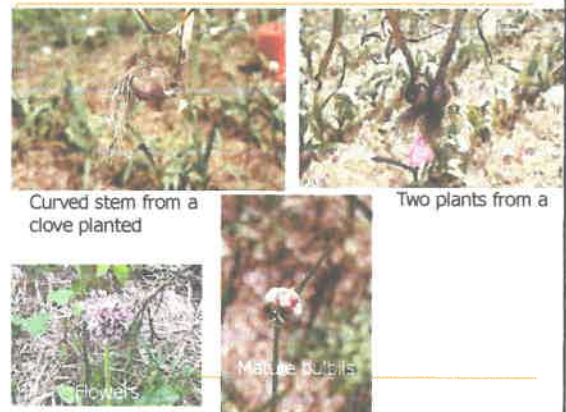 Curved stem from a
clove planted
Two plants from a
Flowers
Mature bulbils